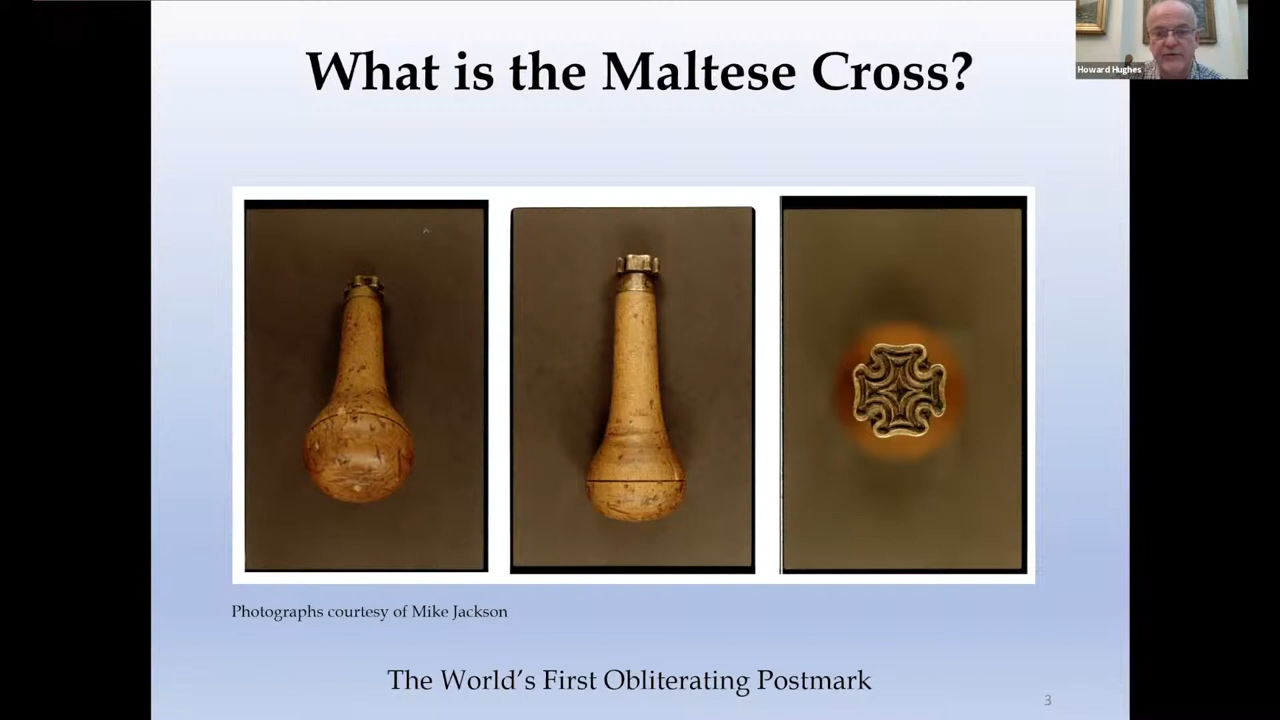 What is the Maltese Cross?
Howard Hughes
Photographs courtesy of Mike Jackson
The World's First Obliterating Postmark
3